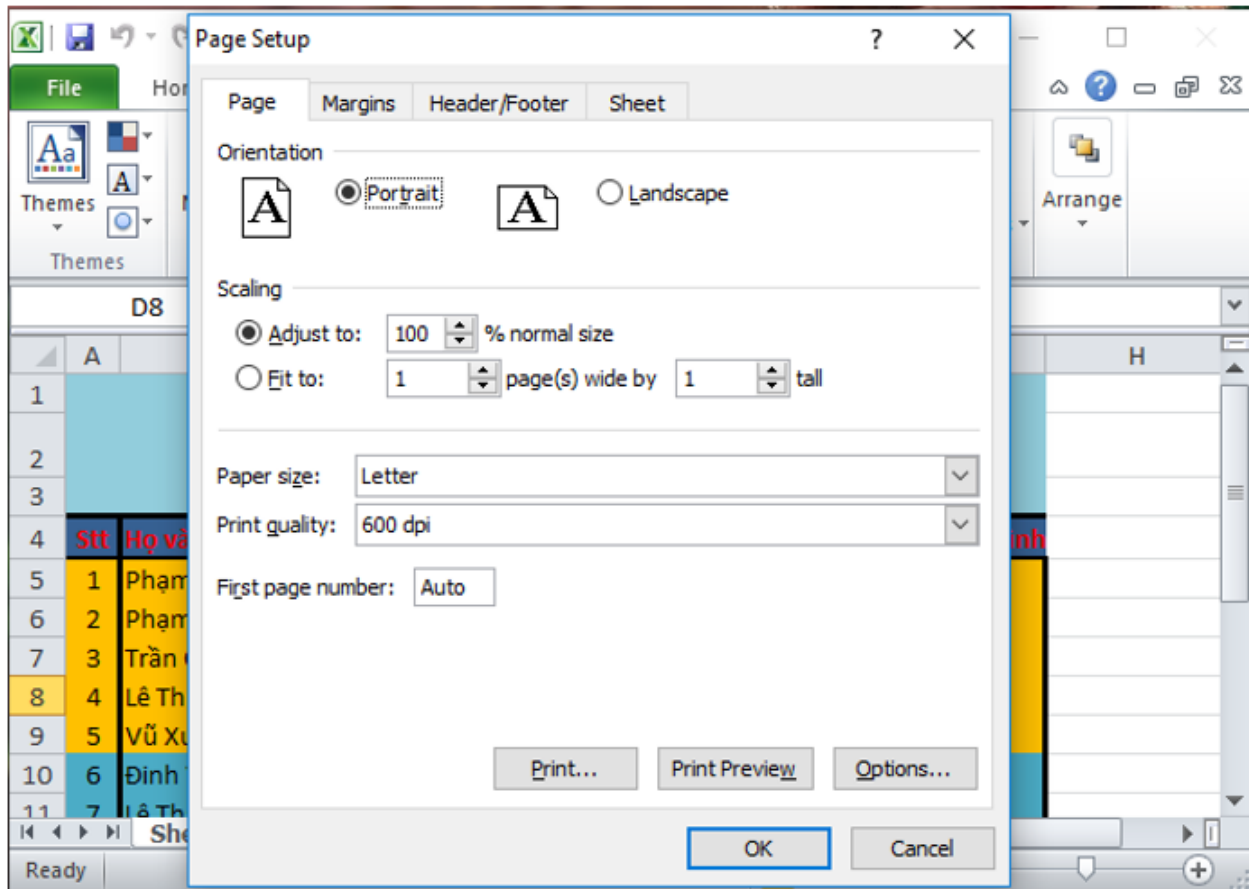 Page Setup ?
File Hor
Page Margins Header/Footer Sheet
Orientation
Aa A
A Portrait A Landscape
Themes Arrange
Themes
Scaling
D8
Adjust to: 100 % normal size
A H
Fit to: 1 page(s) wide by 1 tall
1
2
Paper size: Letter
3
Print quality: 600 dpi
4 Stt Họ và inh
5 1 Phạm
First page number: Auto
6 2 Phạm
7 3 Trần
8 4 Lê Th
9 5 Vũ Xu
10 6 Đinh
Print... Print Preview Options...
11 7 Lê Th
She
OK Cancel
Ready